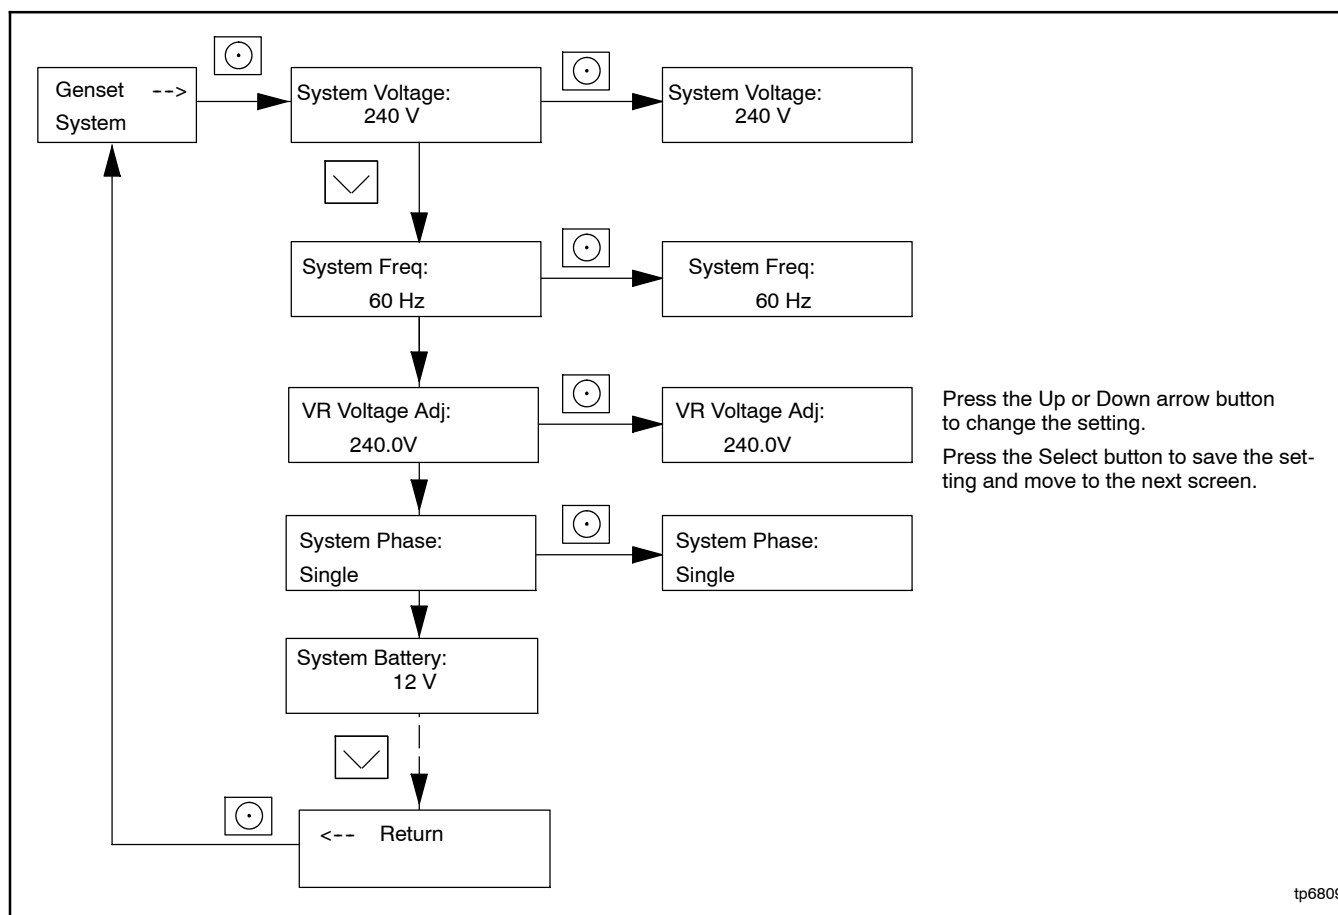 Genset -->
System
System Voltage:
240 V
System Voltage:
240 V
System Freq:
60 Hz
System Freq:
60 Hz
VR Voltage Adj:
240.0V
VR Voltage Adj:
240.0V
Press the Up or Down arrow button
to change the setting.
Press the Select button to save the set-
ting and move to the next screen.
System Phase:
Single
System Phase:
Single
System Battery:
12 V
<-- Return
tp6809